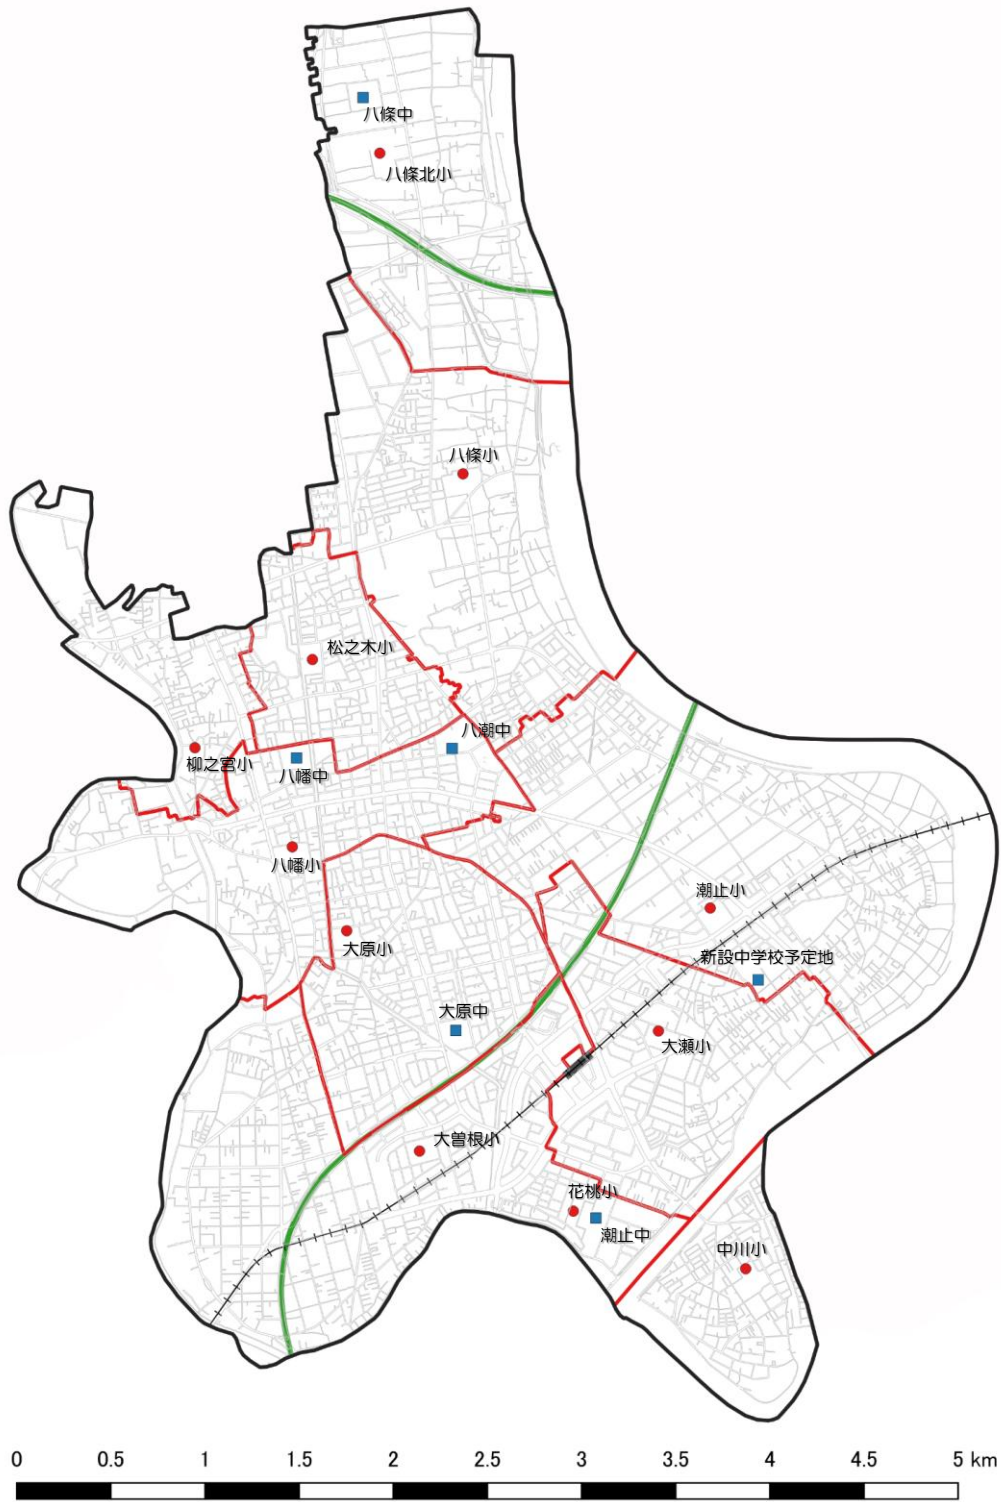 八條中
八條北小
八條小
松之木小
八潮中
柳之宮小
八幡中
八幡小
潮止小
大原小
新設中学校予定地
大原中
大瀬小
大曽根小
花桃小
潮止中
中川小
0 0.5 1 1.5 2 2.5 3 3.5 4 4.5 5 km